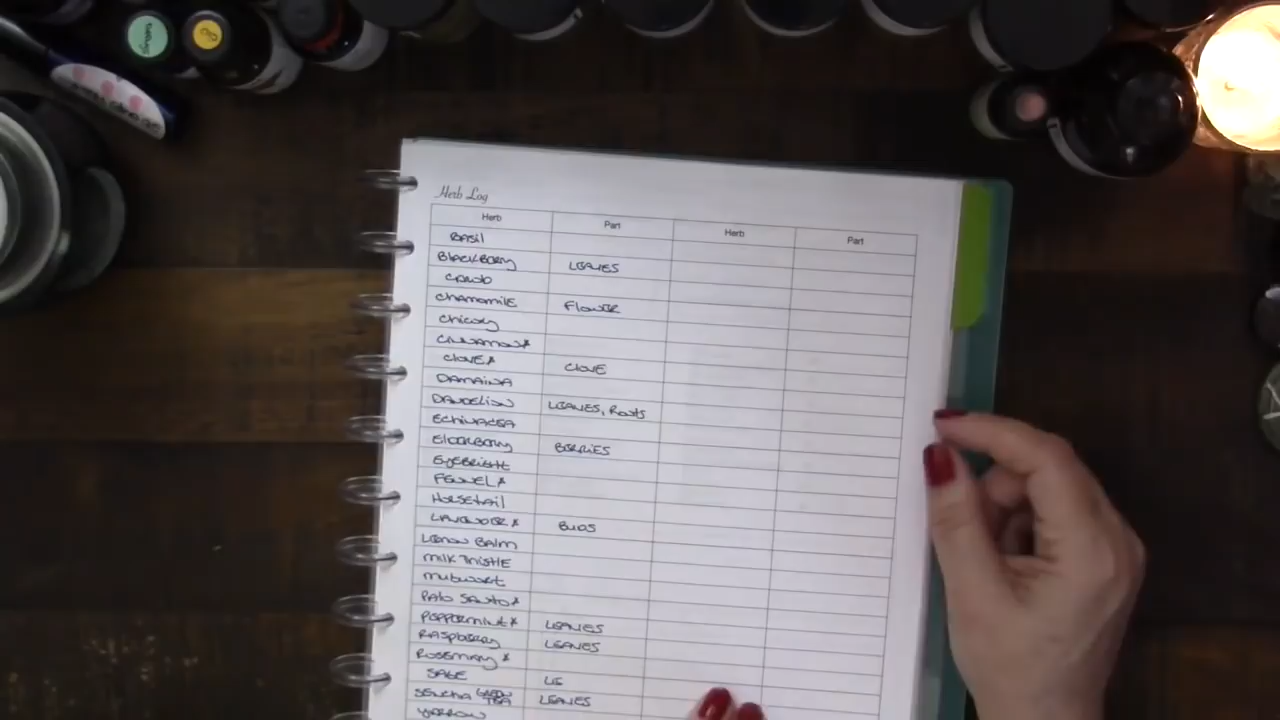 Herb Log
Herb Part Herb Part
BASIL
BLACKBERRY LEAVES
CHAMOMILE FLOWER
CHICORY
CINNAMON*
CLOVE* CLOVE
DAMAINA
DANDELION LEAVES, ROOTS
ECHINACEA
ELDERBERRY BERRIES
EYEBRIGHT
FENNEL*
HORSETAIL
LAVENDER* BUDS
LEMON BALM
MILK THISTLE
MUGWORT
PALO SANTO*
PEPPERMINT* LEAVES
RASPBERRY LEAVES
ROSEMARY*
SAGE LE
SENCHA GREEN TEA LEAVES
YARROW